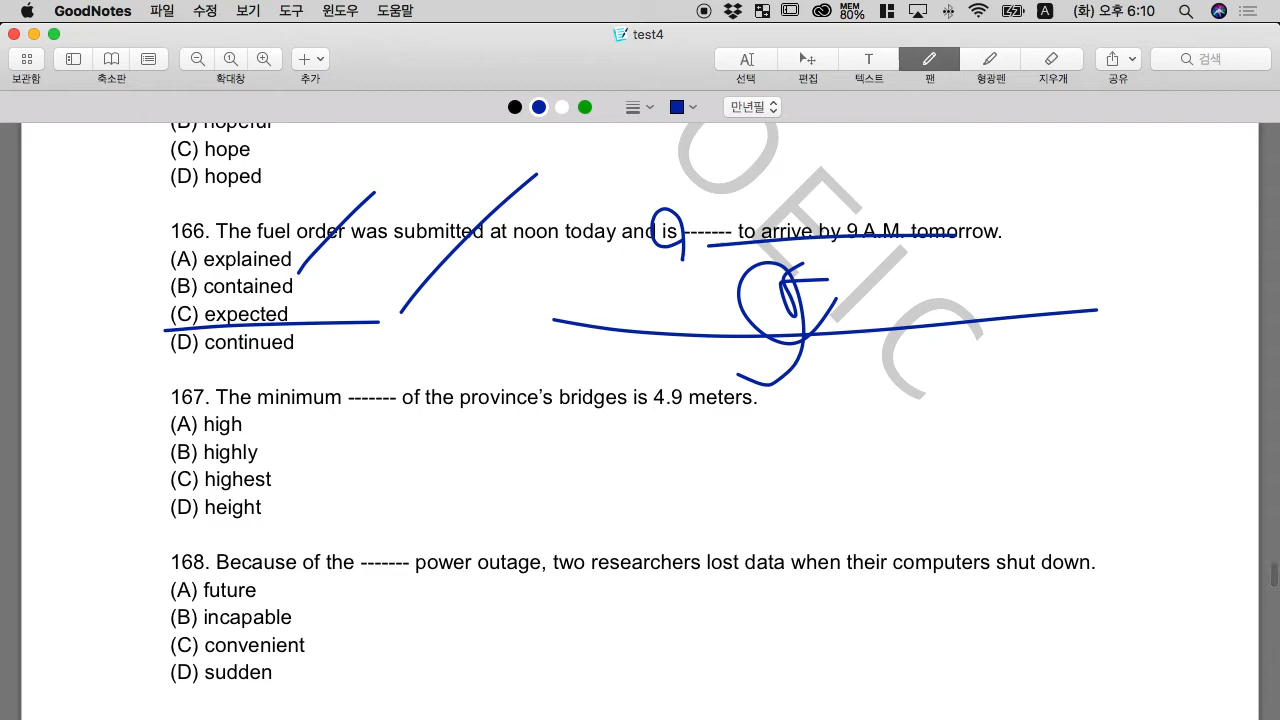 GoodNotes 파일 수정 보기 도구 윈도우 도움말 MEM 80% A (화) 오후 6:10
test4
보관함 축소판 확대창 추가 선택 편집 텍스트 펜 형광펜 지우개 공유 검색
만년필
(B) hopeful
(C) hope
(D) hoped
166. The fuel order was submitted at noon today and is ------- to arrive by 9 A.M. tomorrow.
(A) explained
(B) contained
(C) expected
(D) continued
167. The minimum ------- of the province’s bridges is 4.9 meters.
(A) high
(B) highly
(C) highest
(D) height
168. Because of the ------- power outage, two researchers lost data when their computers shut down.
(A) future
(B) incapable
(C) convenient
(D) sudden
OEIC